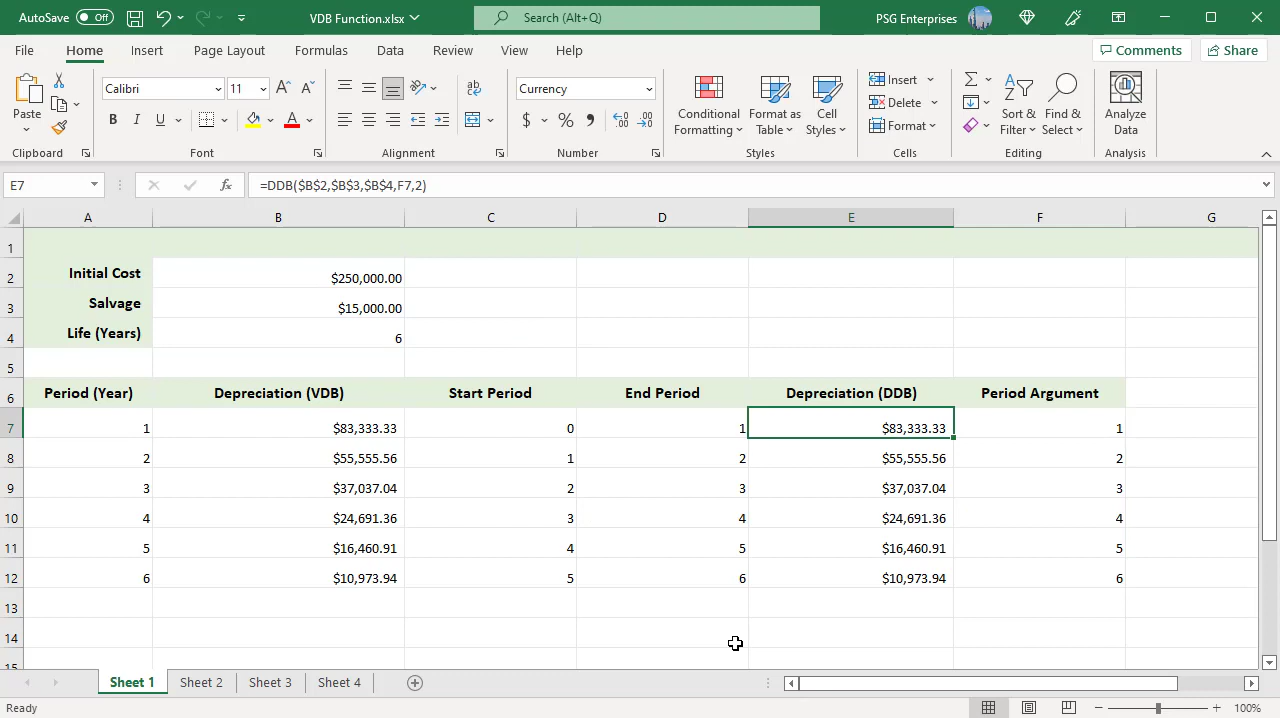 AutoSave Off VDB Function.xlsx Search (Alt+Q) PSG Enterprises
File Home Insert Page Layout Formulas Data Review View Help Comments Share
Paste Calibri 11 B I U A ab Currency $ % 9 Conditional Formatting Format as Table Cell Styles Insert Delete Format Sort & Filter Find & Select Analyze Data
Clipboard Font Alignment Number Styles Cells Editing Analysis
E7 fx =DDB($B$2,$B$3,$B$4,F7,2)
A B C D E F G
1
2 Initial Cost $250,000.00
3 Salvage $15,000.00
4 Life (Years) 6
5
6 Period (Year) Depreciation (VDB) Start Period End Period Depreciation (DDB) Period Argument
7 1 $83,333.33 0 1 $83,333.33 1
8 2 $55,555.56 1 2 $55,555.56 2
9 3 $37,037.04 2 3 $37,037.04 3
10 4 $24,691.36 3 4 $24,691.36 4
11 5 $16,460.91 4 5 $16,460.91 5
12 6 $10,973.94 5 6 $10,973.94 6
13
14
15
Sheet 1 Sheet 2 Sheet 3 Sheet 4
Ready 100%